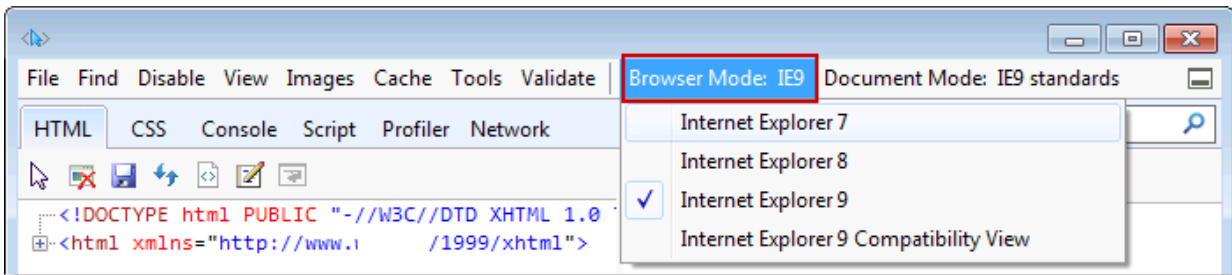 File Find Disable View Images Cache Tools Validate | Browser Mode: IE9 Document Mode: IE9 standards
HTML CSS Console Script Profiler Network
Internet Explorer 7
Internet Explorer 8
<!DOCTYPE html PUBLIC "-//W3C//DTD XHTML 1.0
Internet Explorer 9
<html xmlns="http://www. /1999/xhtml">
Internet Explorer 9 Compatibility View